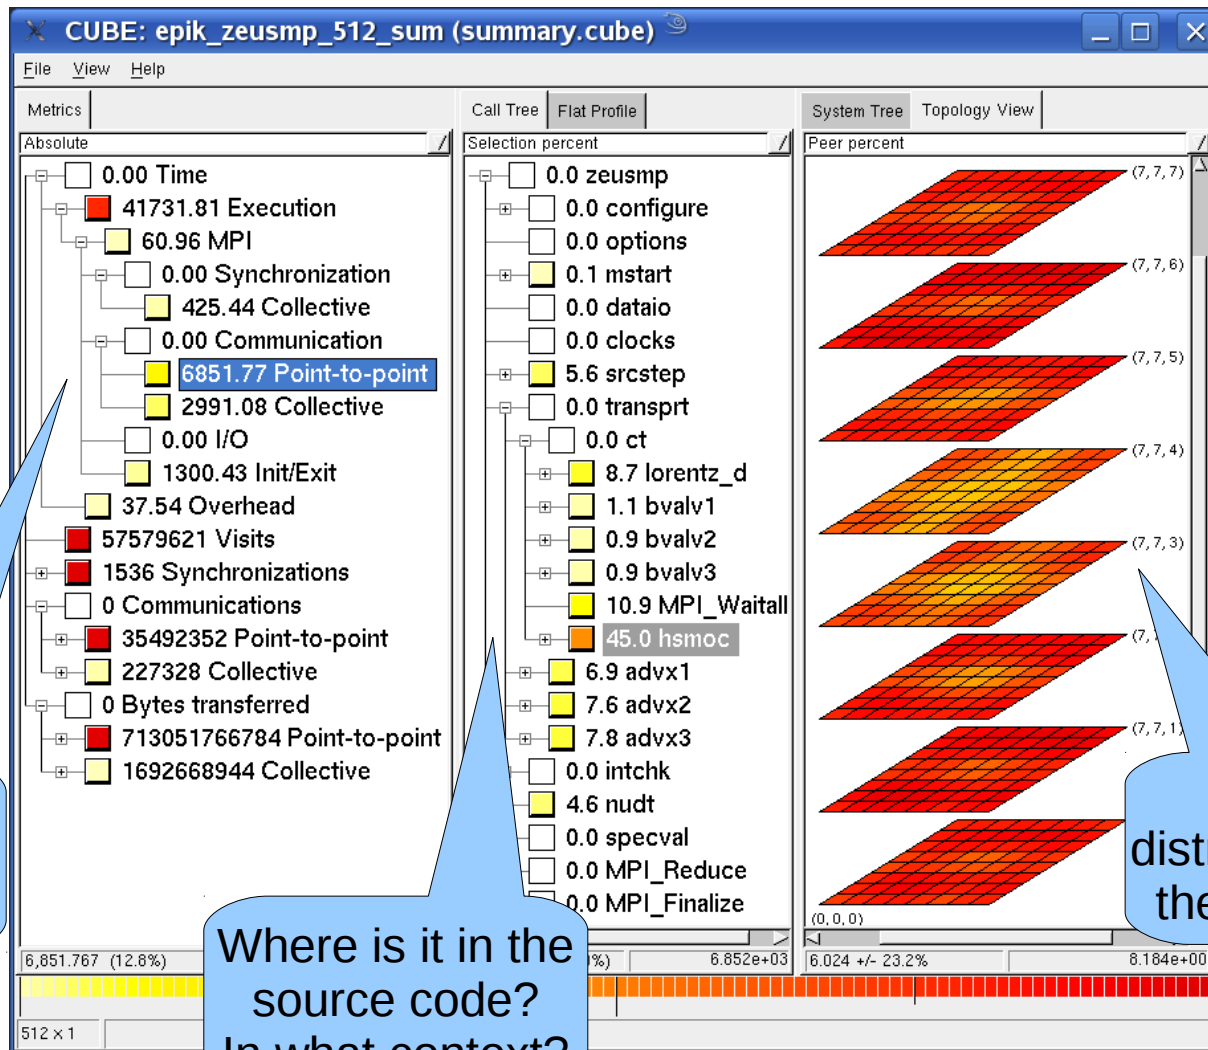 CUBE: epik_zeusmp_512_sum (summary.cube)
File View Help
Metrics
Absolute
0.00 Time
41731.81 Execution
60.96 MPI
0.00 Synchronization
425.44 Collective
0.00 Communication
6851.77 Point-to-point
2991.08 Collective
0.00 I/O
1300.43 Init/Exit
37.54 Overhead
57579621 Visits
1536 Synchronizations
0 Communications
35492352 Point-to-point
227328 Collective
0 Bytes transferred
713051766784 Point-to-point
1692668944 Collective
6,851.767 (12.8%)
Call Tree Flat Profile
Selection percent
0.0 zeusmp
0.0 configure
0.0 options
0.1 mstart
0.0 dataio
0.0 clocks
5.6 srcstep
0.0 transprt
0.0 ct
8.7 lorentz_d
1.1 bvalv1
0.9 bvalv2
0.9 bvalv3
10.9 MPI_Waitall
45.0 hsmoc
6.9 advx1
7.6 advx2
7.8 advx3
0.0 intchk
4.6 nudt
0.0 specval
0.0 MPI_Reduce
0.0 MPI_Finalize
%) 6.852e+03
System Tree Topology View
Peer percent
(7,7,7)
(7,7,6)
(7,7,5)
(7,7,4)
(7,7,3)
(7,
(7,7,1)
(0,0,0)
6.024 +/- 23.2% 8.184e+00
512 x 1
Where is it in the
source code?
In what context?
distr
the